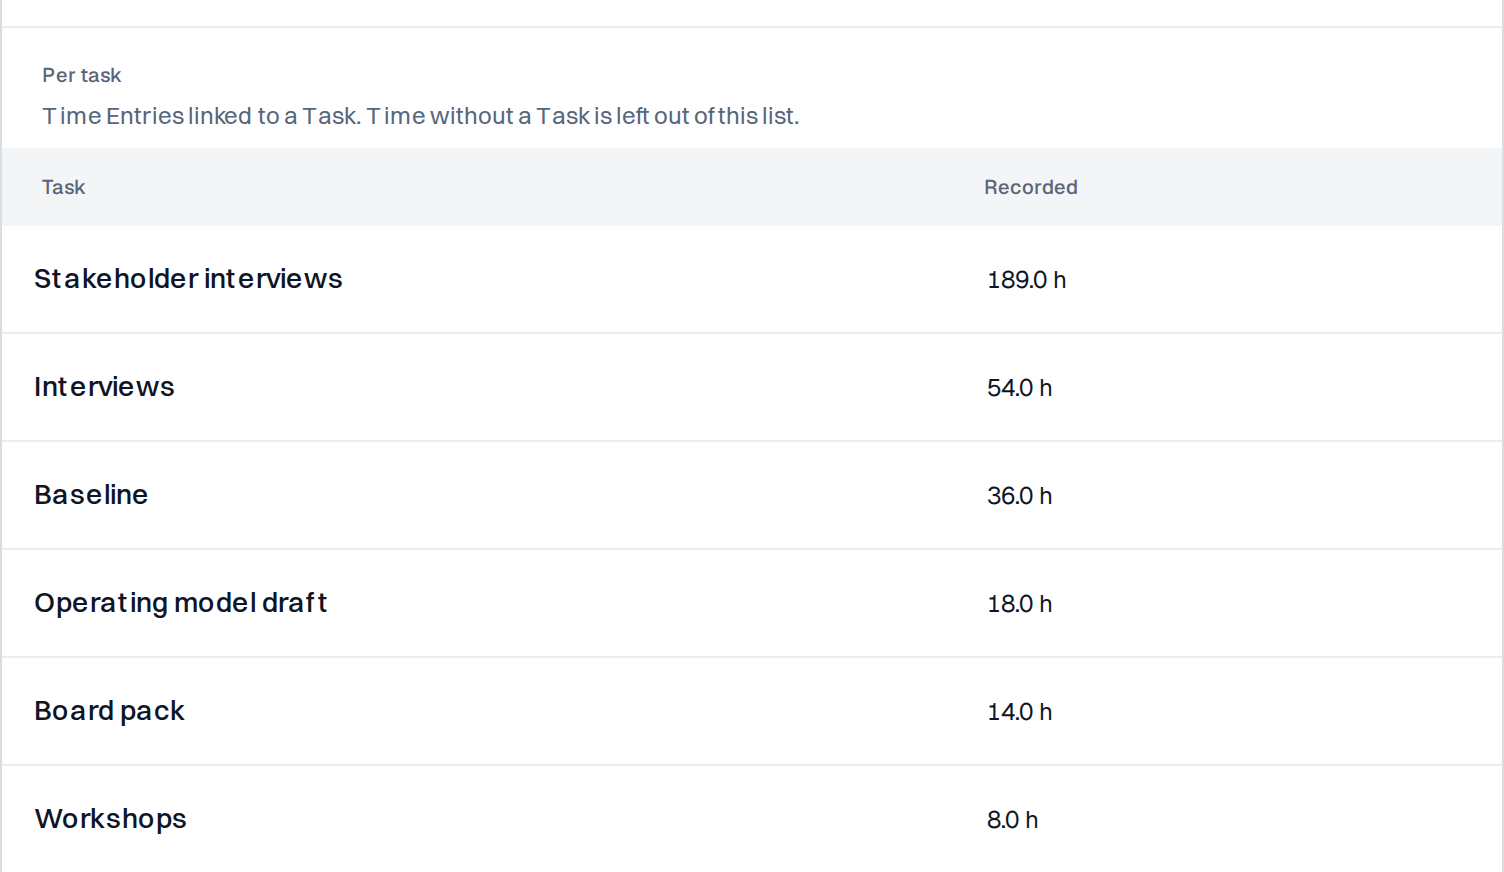 Per task
Time Entries linked to a Task. Time without a Task is left out of this list.
Task Recorded
Stakeholder interviews 189.0 h
Interviews 54.0 h
Baseline 36.0 h
Operating model draft 18.0 h
Board pack 14.0 h
Workshops 8.0 h